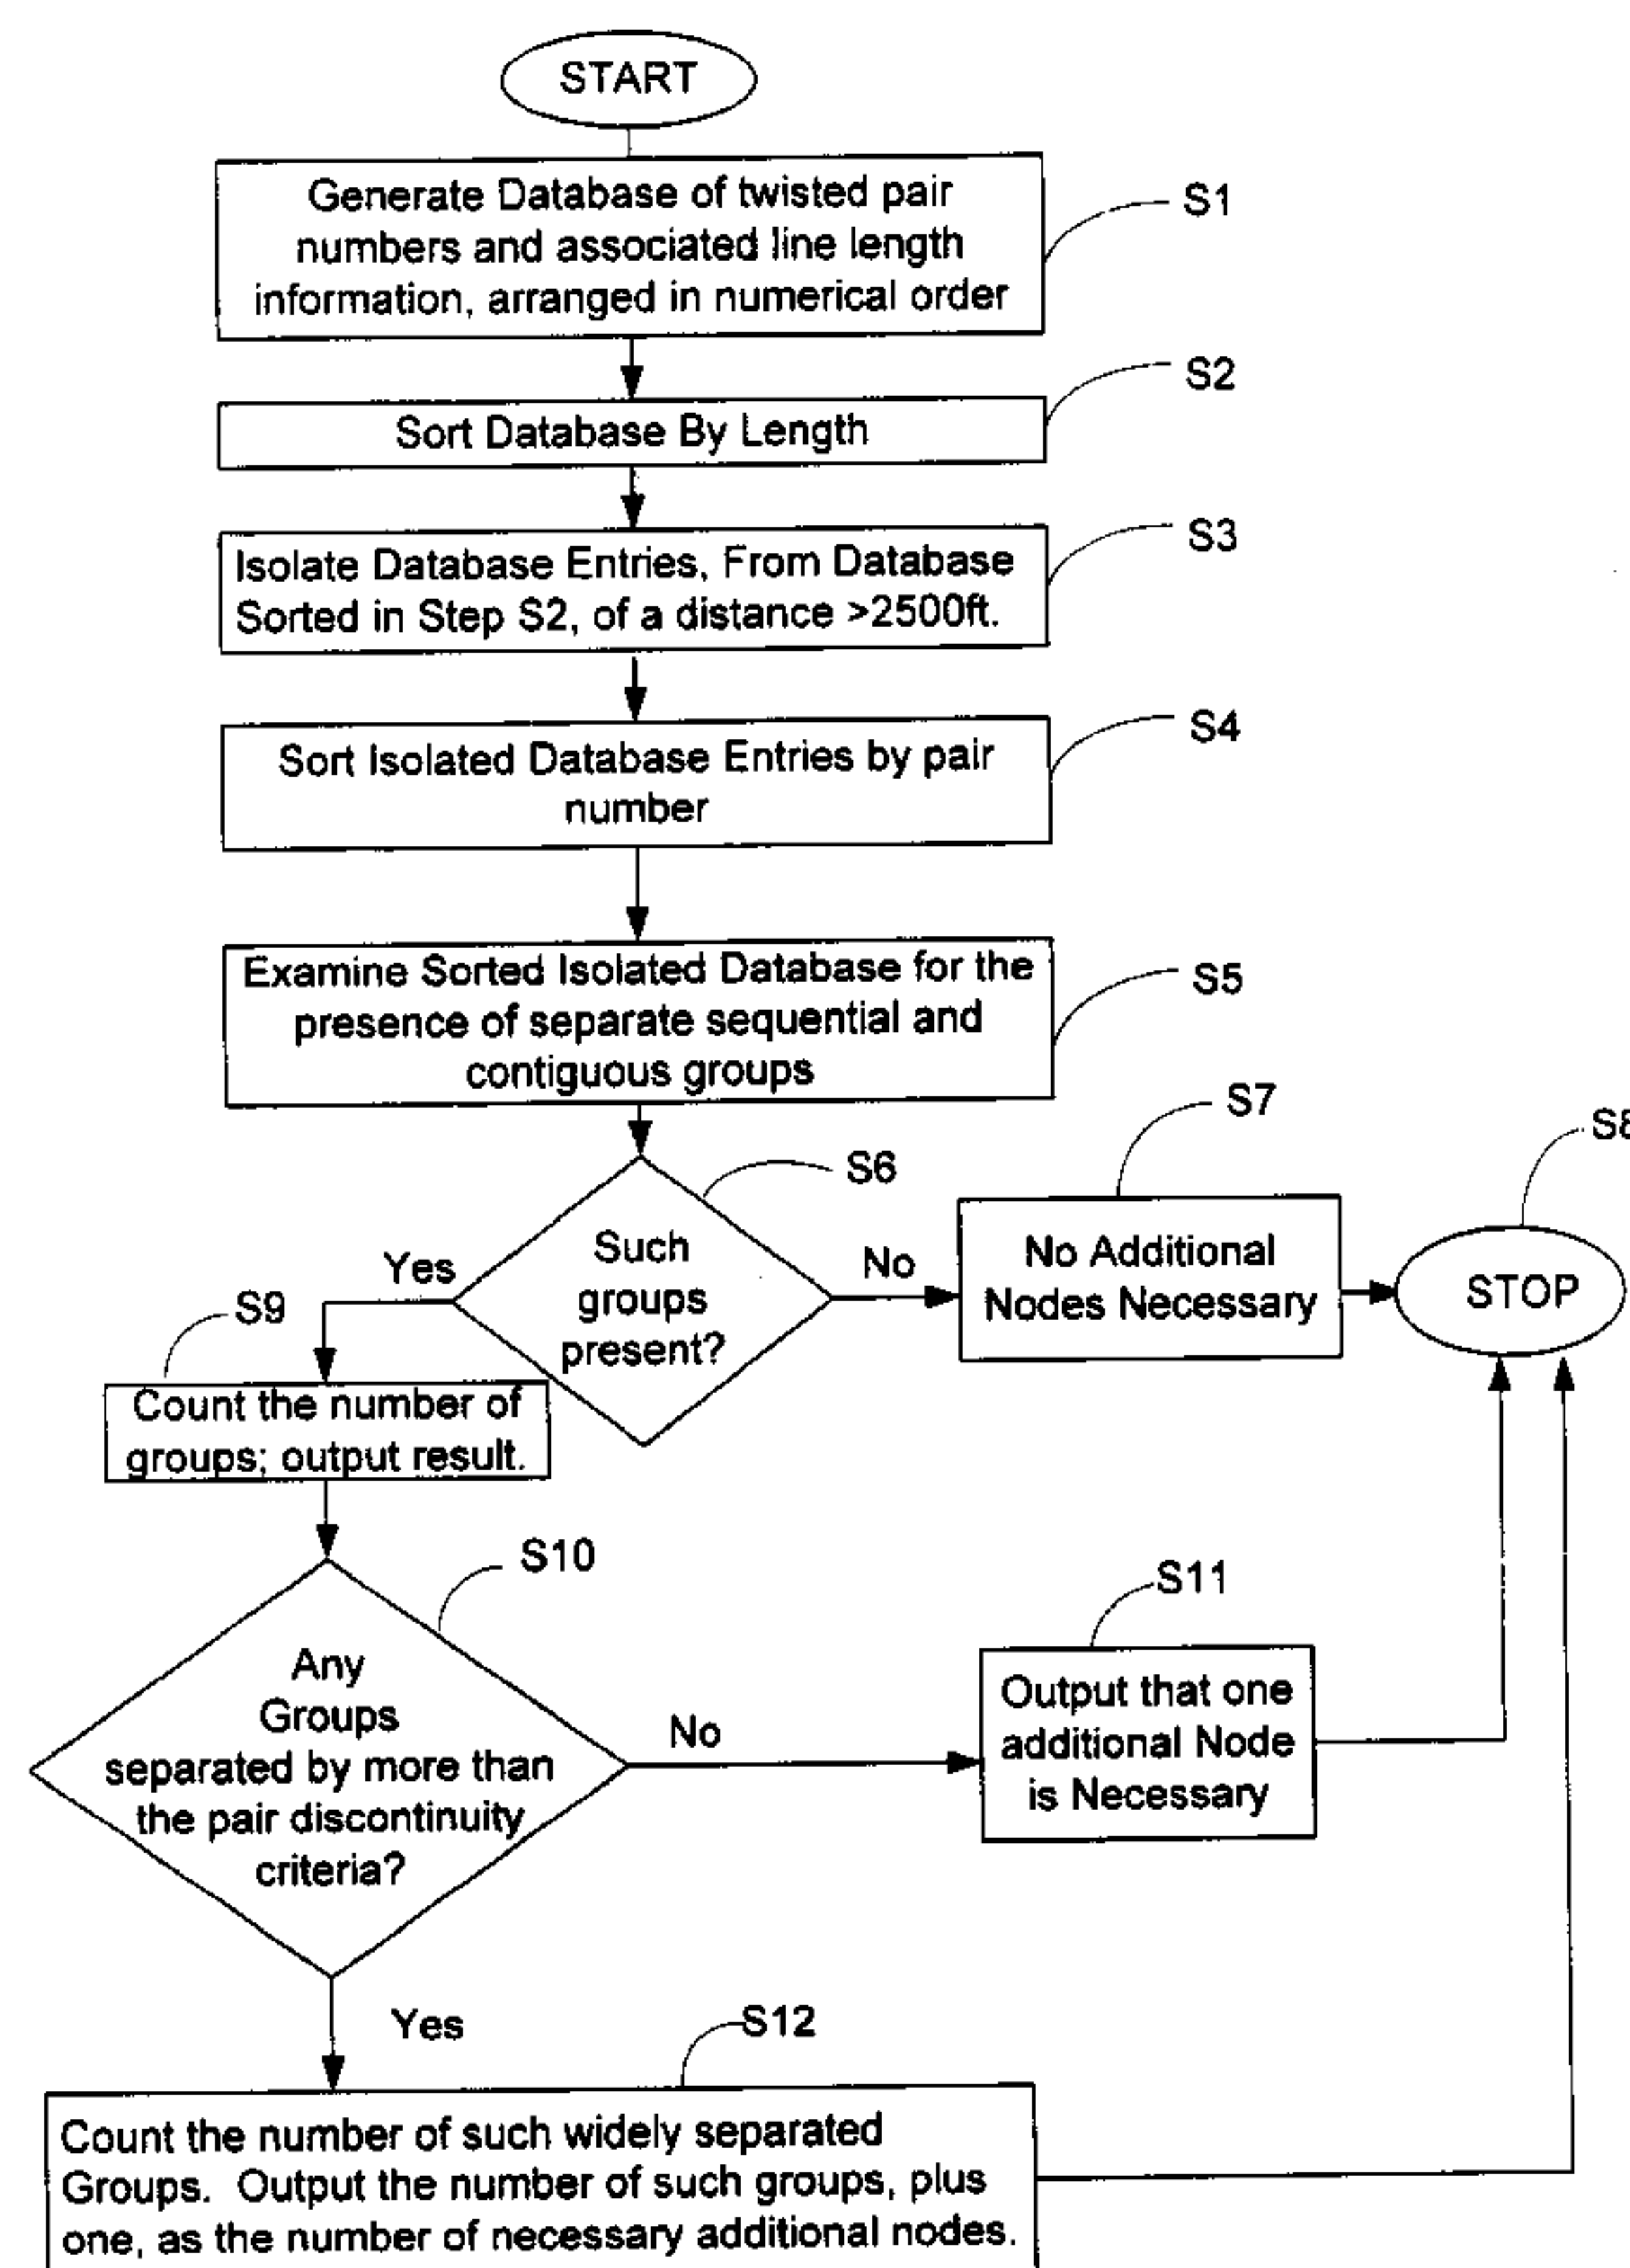 START
Generate Database of twisted pair
numbers and associated line length
information, arranged in numerical order
S1
Sort Database By Length
S2
Isolate Database Entries, From Database
Sorted in Step S2, of a distance >2500ft.
S3
Sort Isolated Database Entries by pair
number
S4
Examine Sorted Isolated Database for the
presence of separate sequential and
contiguous groups
S5
Such
groups
present?
S6
Yes
No
No Additional
Nodes Necessary
S7
STOP
S8
Count the number of
groups; output result.
S9
Any
Groups
separated by more than
the pair discontinuity
criteria?
S10
No
Output that one
additional Node
is Necessary
S11
Yes
Count the number of such widely separated
Groups. Output the number of such groups, plus
one, as the number of necessary additional nodes.
S12